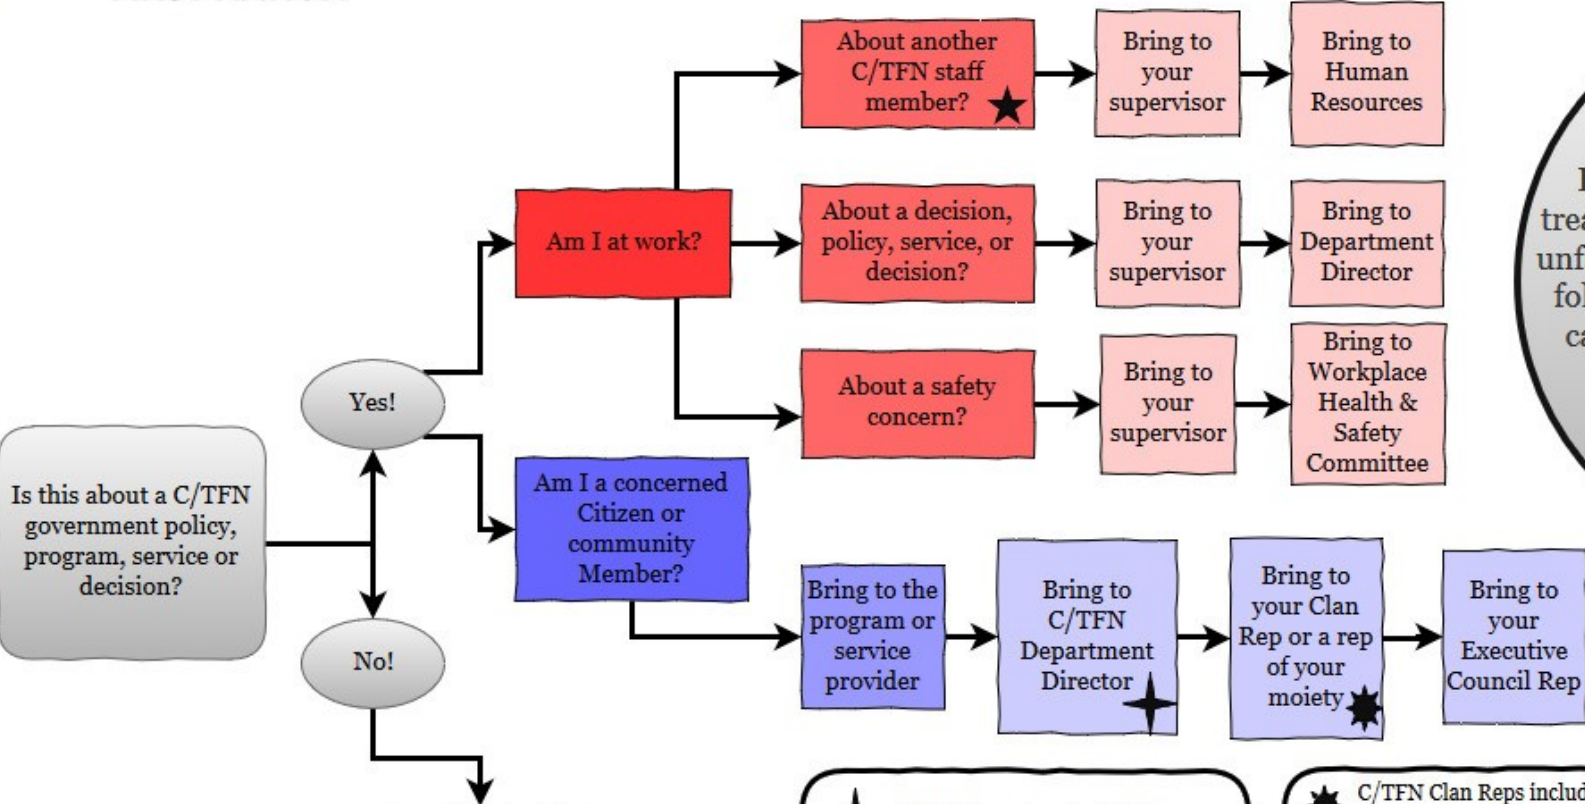 About another
C/TFN staff
member?
Bring to
your
supervisor
Bring to
Human
Resources
Am I at work?
About a decision,
policy, service, or
decision?
Bring to
your
supervisor
Bring to
Department
Director
About a safety
concern?
Bring to
your
supervisor
Bring to
Workplace
Health &
Safety
Committee
Yes!
Is this about a C/TFN
government policy,
program, service or
decision?
No!
Am I a concerned
Citizen or
community
Member?
Bring to the
program or
service
provider
Bring to
C/TFN
Department
Director
Bring to
your Clan
Rep or a rep
of your
moiety
Bring to
your
Executive
Council Rep
C/TFN Clan Reps includ